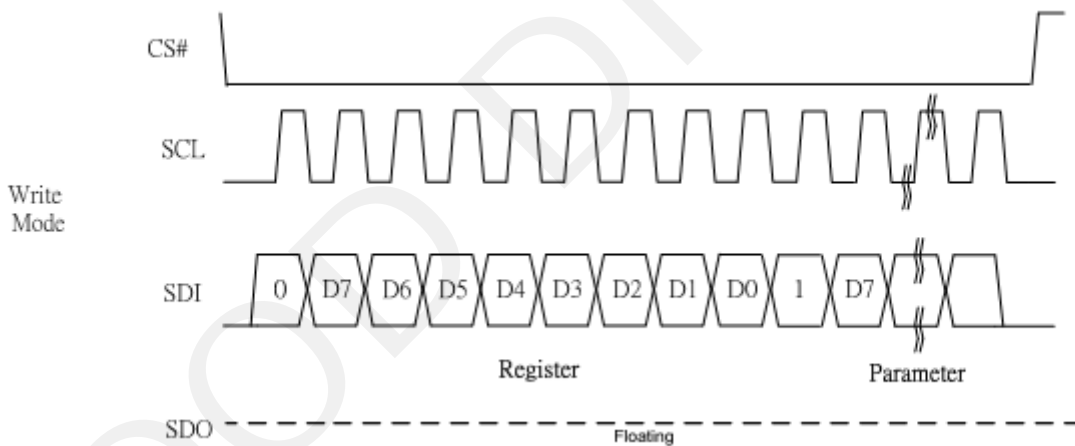 CS#
SCL
Write
Mode
SDI 0 D7 D6 D5 D4 D3 D2 D1 D0 1 D7
Register Parameter
SDO Floating